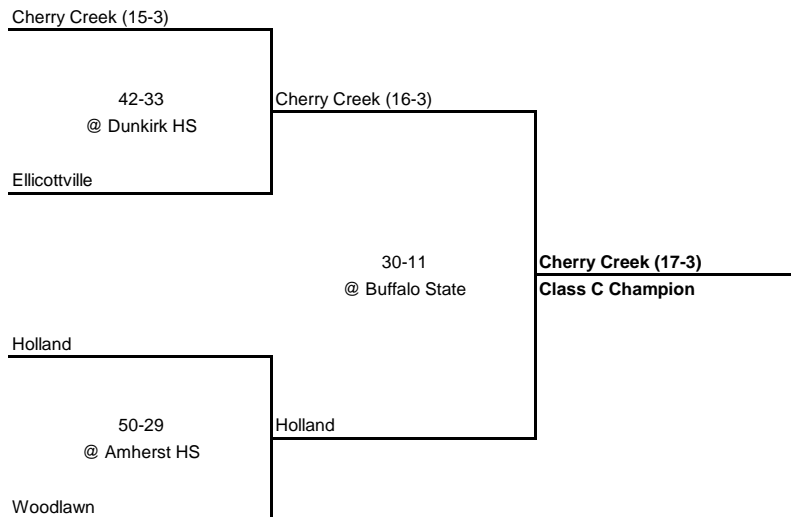 Cherry Creek (15-3)
42-33
@ Dunkirk HS
Cherry Creek (16-3)
Ellicottville
30-11
@ Buffalo State
Cherry Creek (17-3)
Class C Champion
Holland
50-29
@ Amherst HS
Holland
Woodlawn